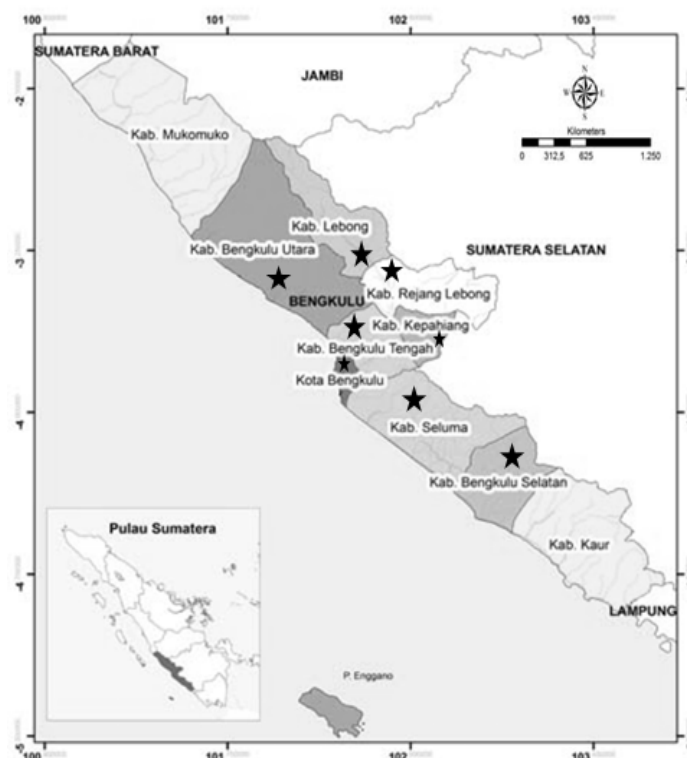 100
101
102
103
SUMATERA BARAT
JAMBI
N
W E
S
Kilometers
0 312.5 625 1.250
-2
Kab. Mukomuko
Kab. Lebong
Kab. Bengkulu Utara
SUMATERA SELATAN
-3
Kab. Rejang Lebong
BENGKULU
Kab. Kepahiang
Kab. Bengkulu Tengah
Kota Bengkulu
-4
Kab. Seluma
Kab. Bengkulu Selatan
Pulau Sumatera
Kab. Kaur
-4
LAMPUNG
P. Enggano
-5
100
101
102
103